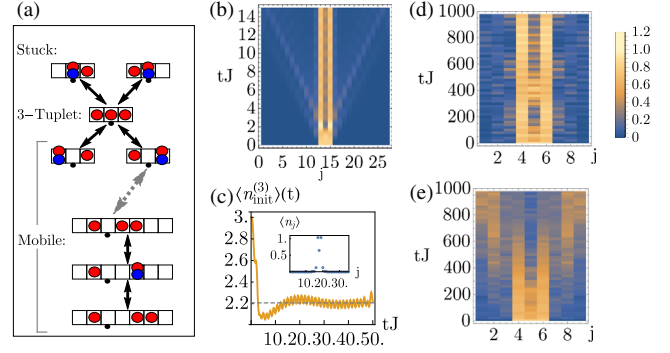 (a)
Stuck:
3-Tuplet:
Mobile:
(b)
tJ
14
12
10
8
6
4
2
0
0 5 10 15 20 25
j
(c)
⟨n_init^(3)⟩(t)
3.
2.8
2.6
2.4
2.2
10.20.30.40.50.
tJ
⟨n_j⟩
1.
0.5
10.20.30.
j
(d)
tJ
1000
800
600
400
200
0
2 4 6 8 j
1.2
1.0
0.8
0.6
0.4
0.2
0
(e)
tJ
1000
800
600
400
200
0
2 4 6 8 j